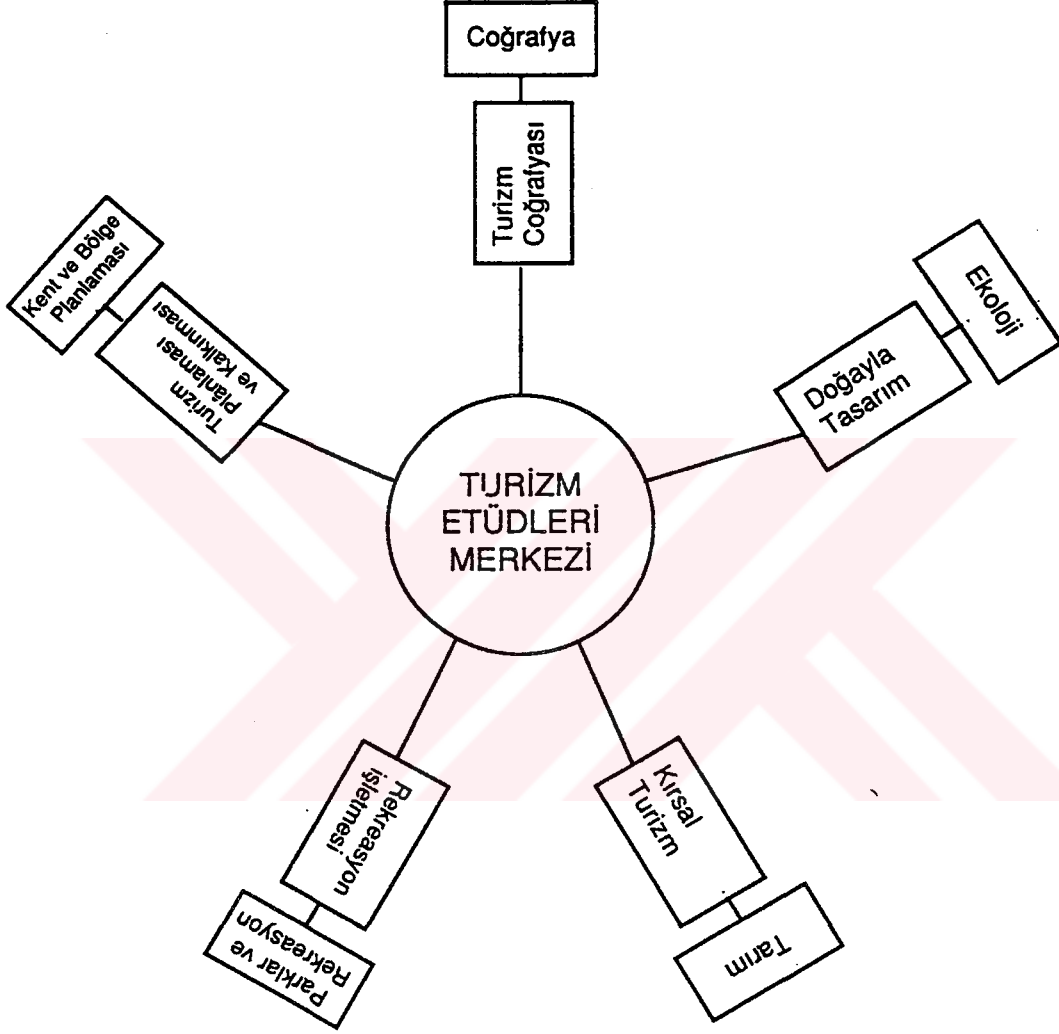 Coğrafya
Turizm
Coğrafyası
Kent ve Bölge
Planlaması
Turizm
Plânlaması
ve Kalkınması
Ekoloji
Doğayla
Tasarım
TURİZM
ETÜDLERİ
MERKEZİ
Rekreasyon
işletmesi
Parklar ve
Rekreasyon
Kırsal
Turizm
Tarım